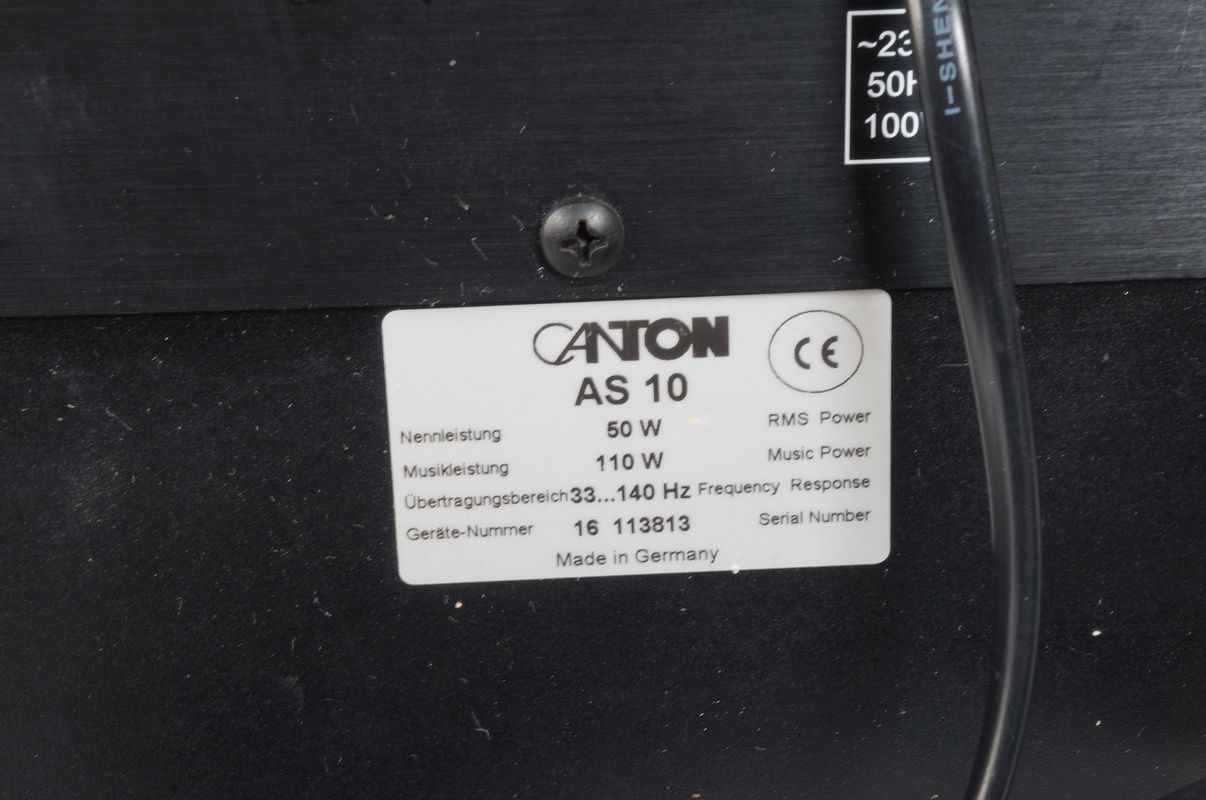 ~23
50H
100
I-SHEN
CANTON
CE
AS 10
Nennleistung 50 W RMS Power
Musikleistung 110 W Music Power
Übertragungsbereich 33...140 Hz Frequency Response
Geräte-Nummer 16 113813 Serial Number
Made in Germany